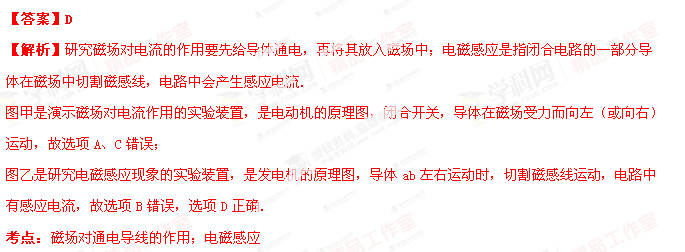 【答案】D
【解析】研究磁场对电流的作用要先给导体通电，再将其放入磁场中；电磁感应是指闭合电路的一部分导
体在磁场中切割磁感线，电路中会产生感应电流．
图甲是演示磁场对电流作用的实验装置，是电动机的原理图，闭合开关，导体在磁场受力而向左（或向右）
运动，故选项 A、C 错误；
图乙是研究电磁感应现象的实验装置，是发电机的原理图，导体 ab 左右运动时，切割磁感线运动，电路中
有感应电流，故选项 B 错误，选项 D 正确．
考点：磁场对通电导线的作用；电磁感应